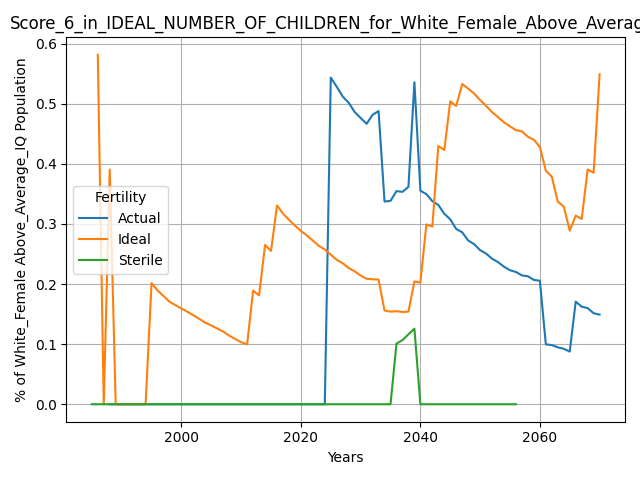 Score_6_in_IDEAL_NUMBER_OF_CHILDREN_for_White_Female_Above_Averag
% of White_Female Above_Average_IQ Population
0.6
0.5
0.4
0.3
0.2
0.1
0.0
Fertility
Actual
Ideal
Sterile
2000
2020
2040
2060
Years